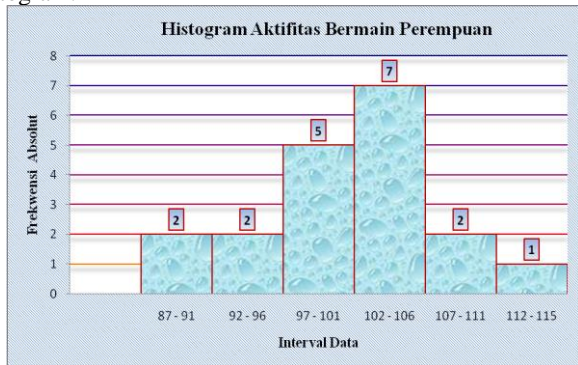 Histogram Aktifitas Bermain Perempuan
Frekwensi Absolut
8
7
6
5
4
3
2
1
0
2
2
5
7
2
1
87 - 91
92 - 96
97 - 101
102 - 106
107 - 111
112 - 115
Interval Data